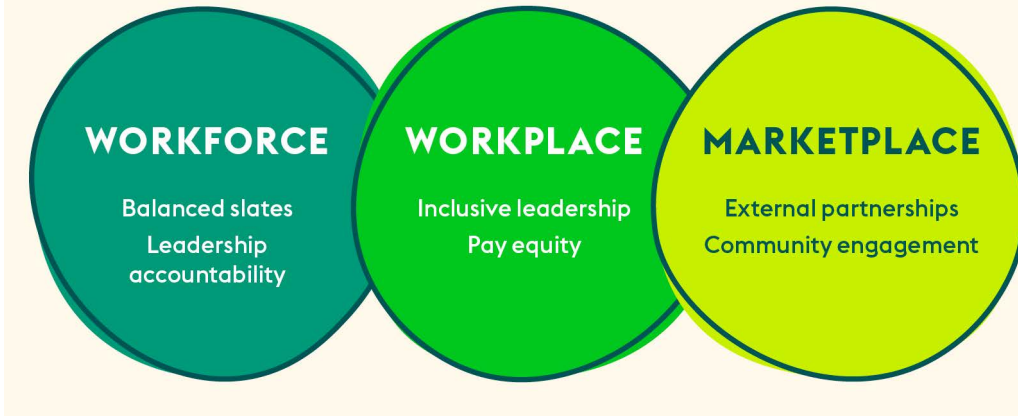 WORKFORCE
Balanced slates
Leadership
accountability
WORKPLACE
Inclusive leadership
Pay equity
MARKETPLACE
External partnerships
Community engagement